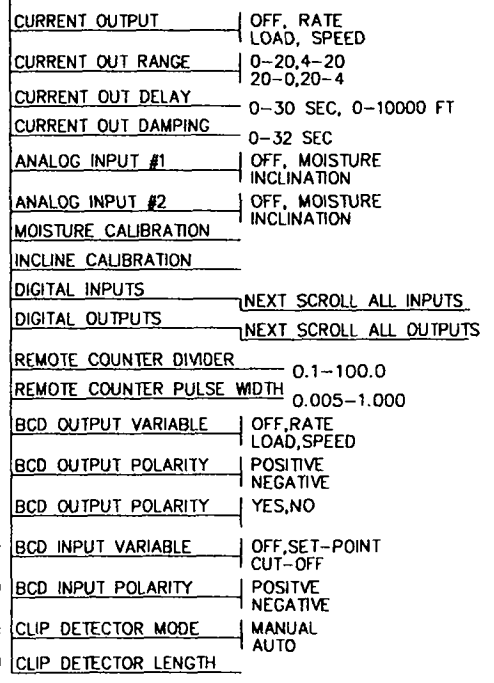 CURRENT OUTPUT OFF, RATE
LOAD, SPEED
CURRENT OUT RANGE 0-20,4-20
20-0,20-4
CURRENT OUT DELAY 0-30 SEC, 0-10000 FT
CURRENT OUT DAMPING 0-32 SEC
ANALOG INPUT #1 OFF, MOISTURE
INCLINATION
ANALOG INPUT #2 OFF, MOISTURE
INCLINATION
MOISTURE CALIBRATION
INCLINE CALIBRATION
DIGITAL INPUTS NEXT SCROLL ALL INPUTS
DIGITAL OUTPUTS NEXT SCROLL ALL OUTPUTS
REMOTE COUNTER DIVIDER 0.1-100.0
REMOTE COUNTER PULSE WIDTH 0.005-1.000
BCD OUTPUT VARIABLE OFF,RATE
LOAD,SPEED
BCD OUTPUT POLARITY POSITIVE
NEGATIVE
BCD OUTPUT POLARITY YES,NO
BCD INPUT VARIABLE OFF,SET-POINT
CUT-OFF
BCD INPUT POLARITY POSITVE
NEGATIVE
CLIP DETECTOR MODE MANUAL
AUTO
CLIP DETECTOR LENGTH